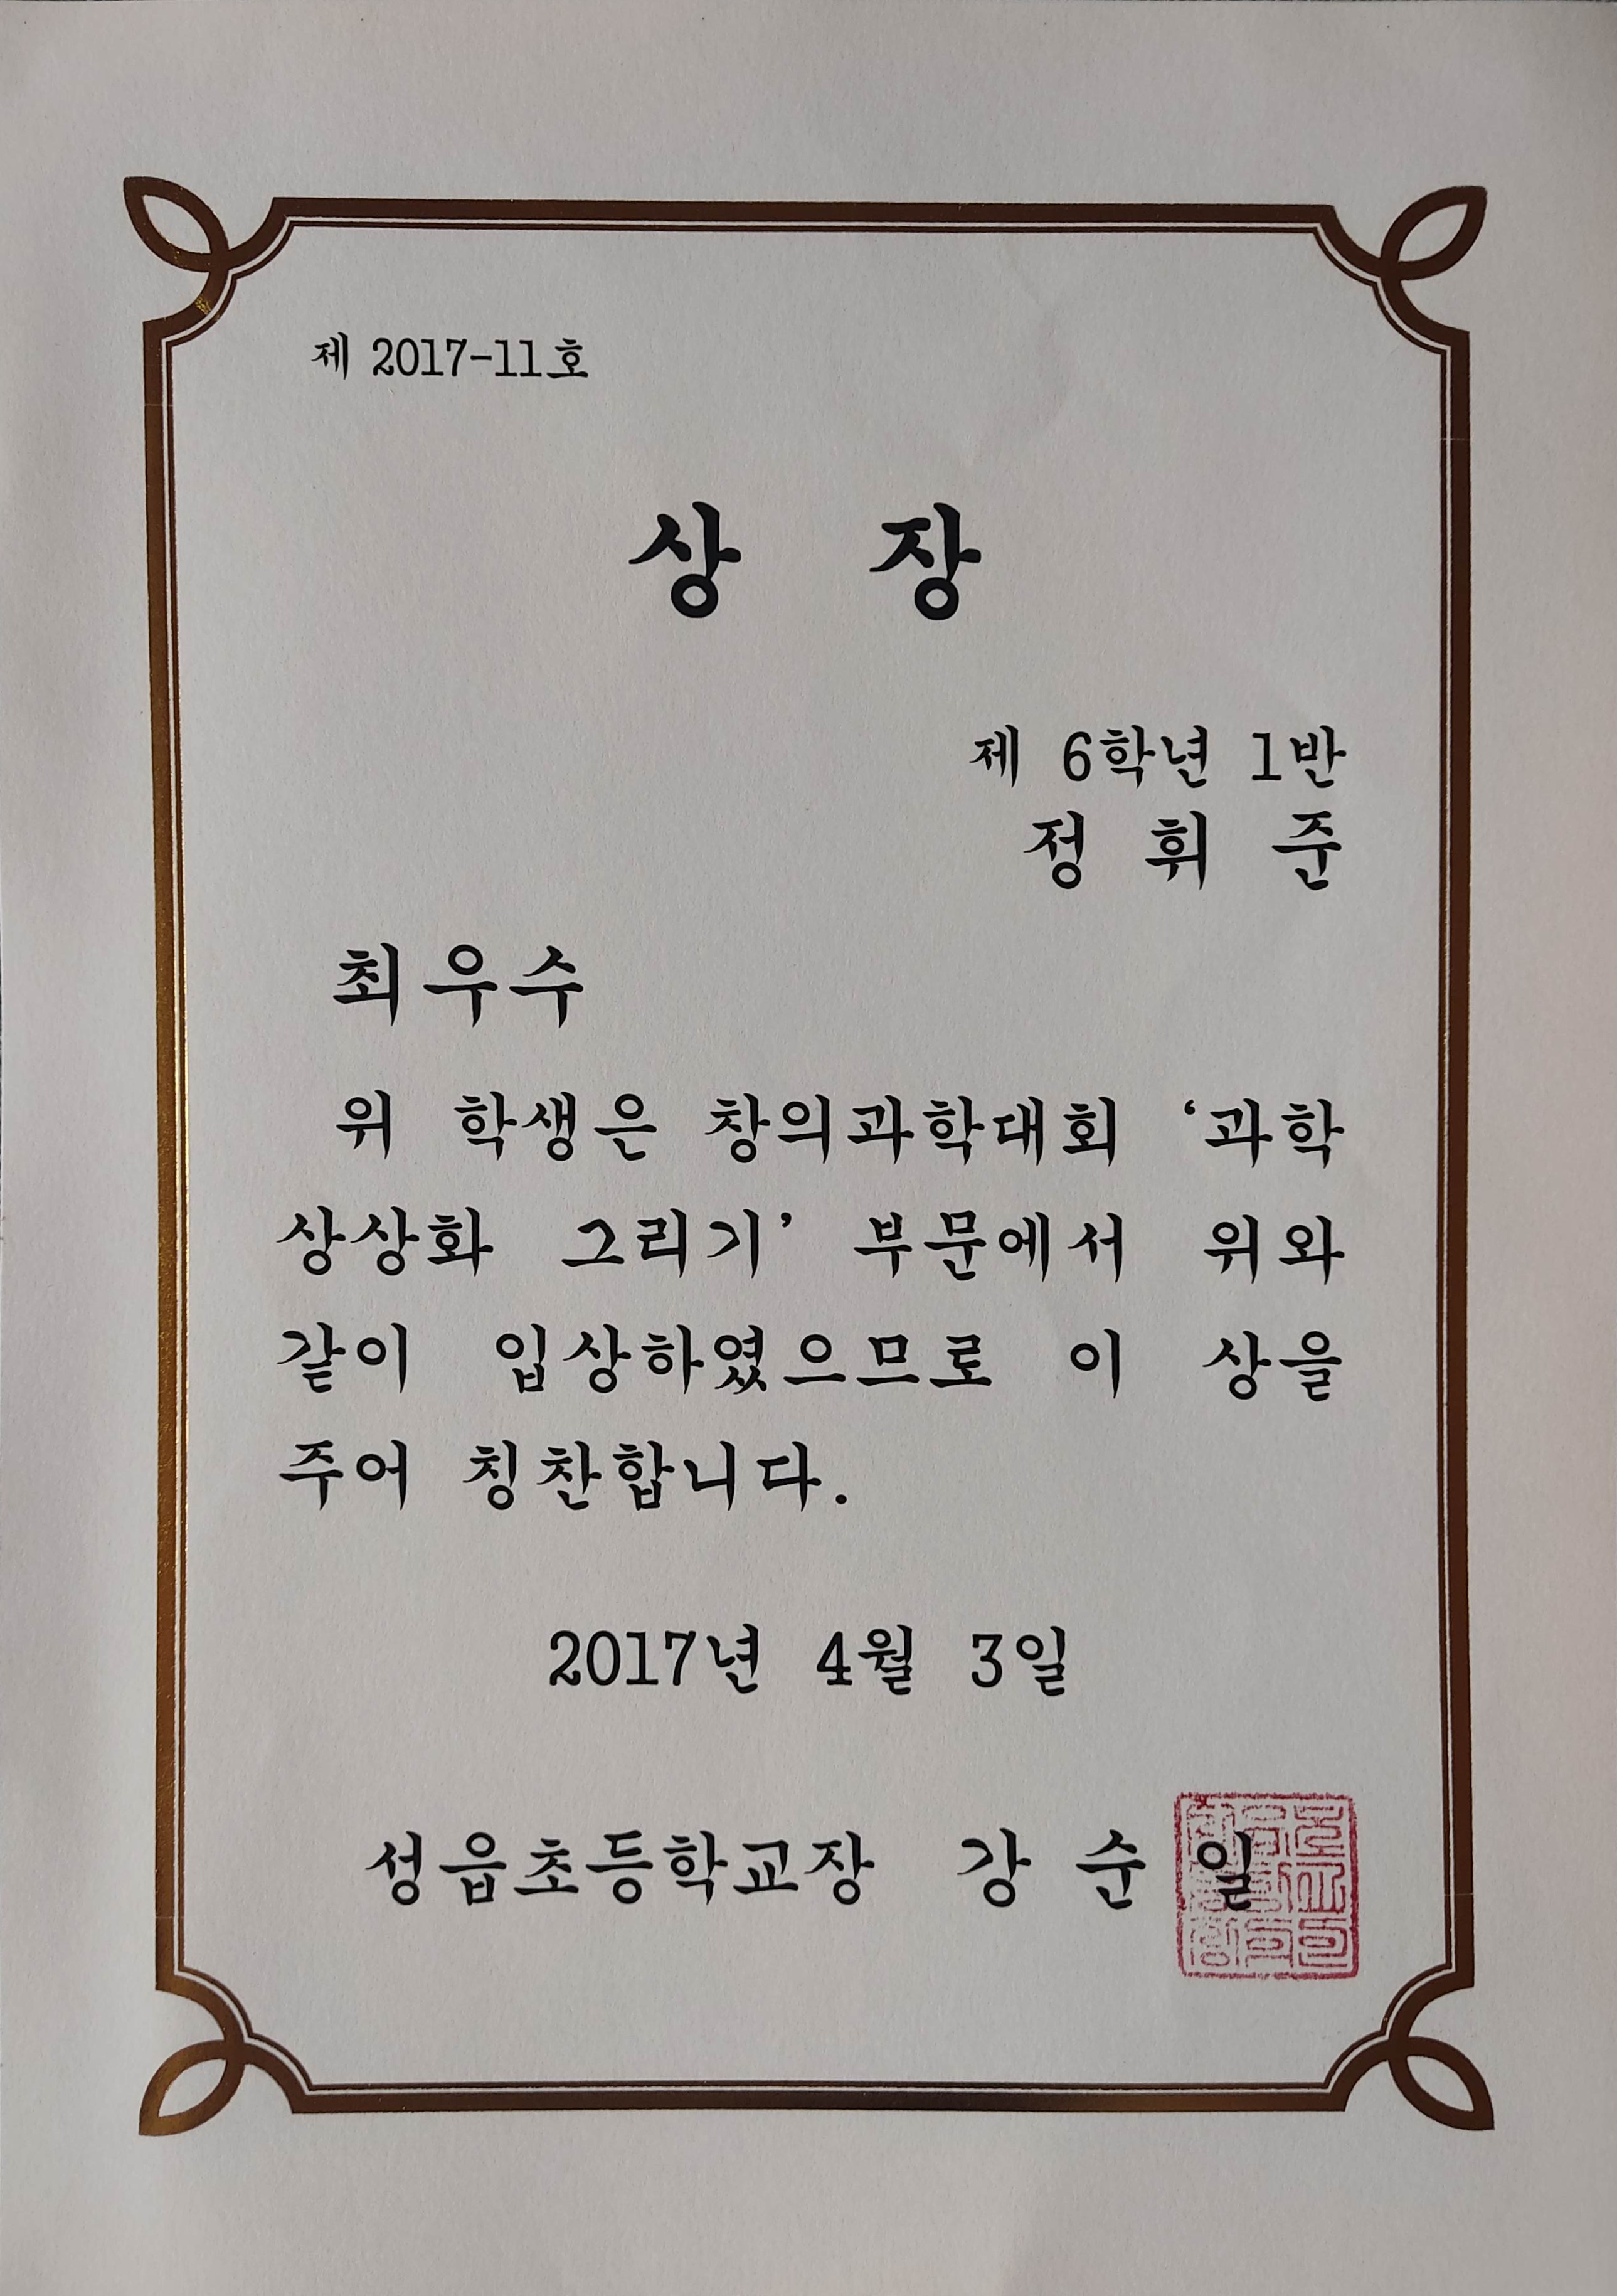 제 2017-11호
상 장
제 6학년 1반
정 휘 준
최우수
위 학생은 창의과학대회 ‘과학
상상화 그리기’ 부문에서 위와
같이 입상하였으므로 이 상을
주어 칭찬합니다.
2017년 4월 3일
성읍초등학교장 강 순 일